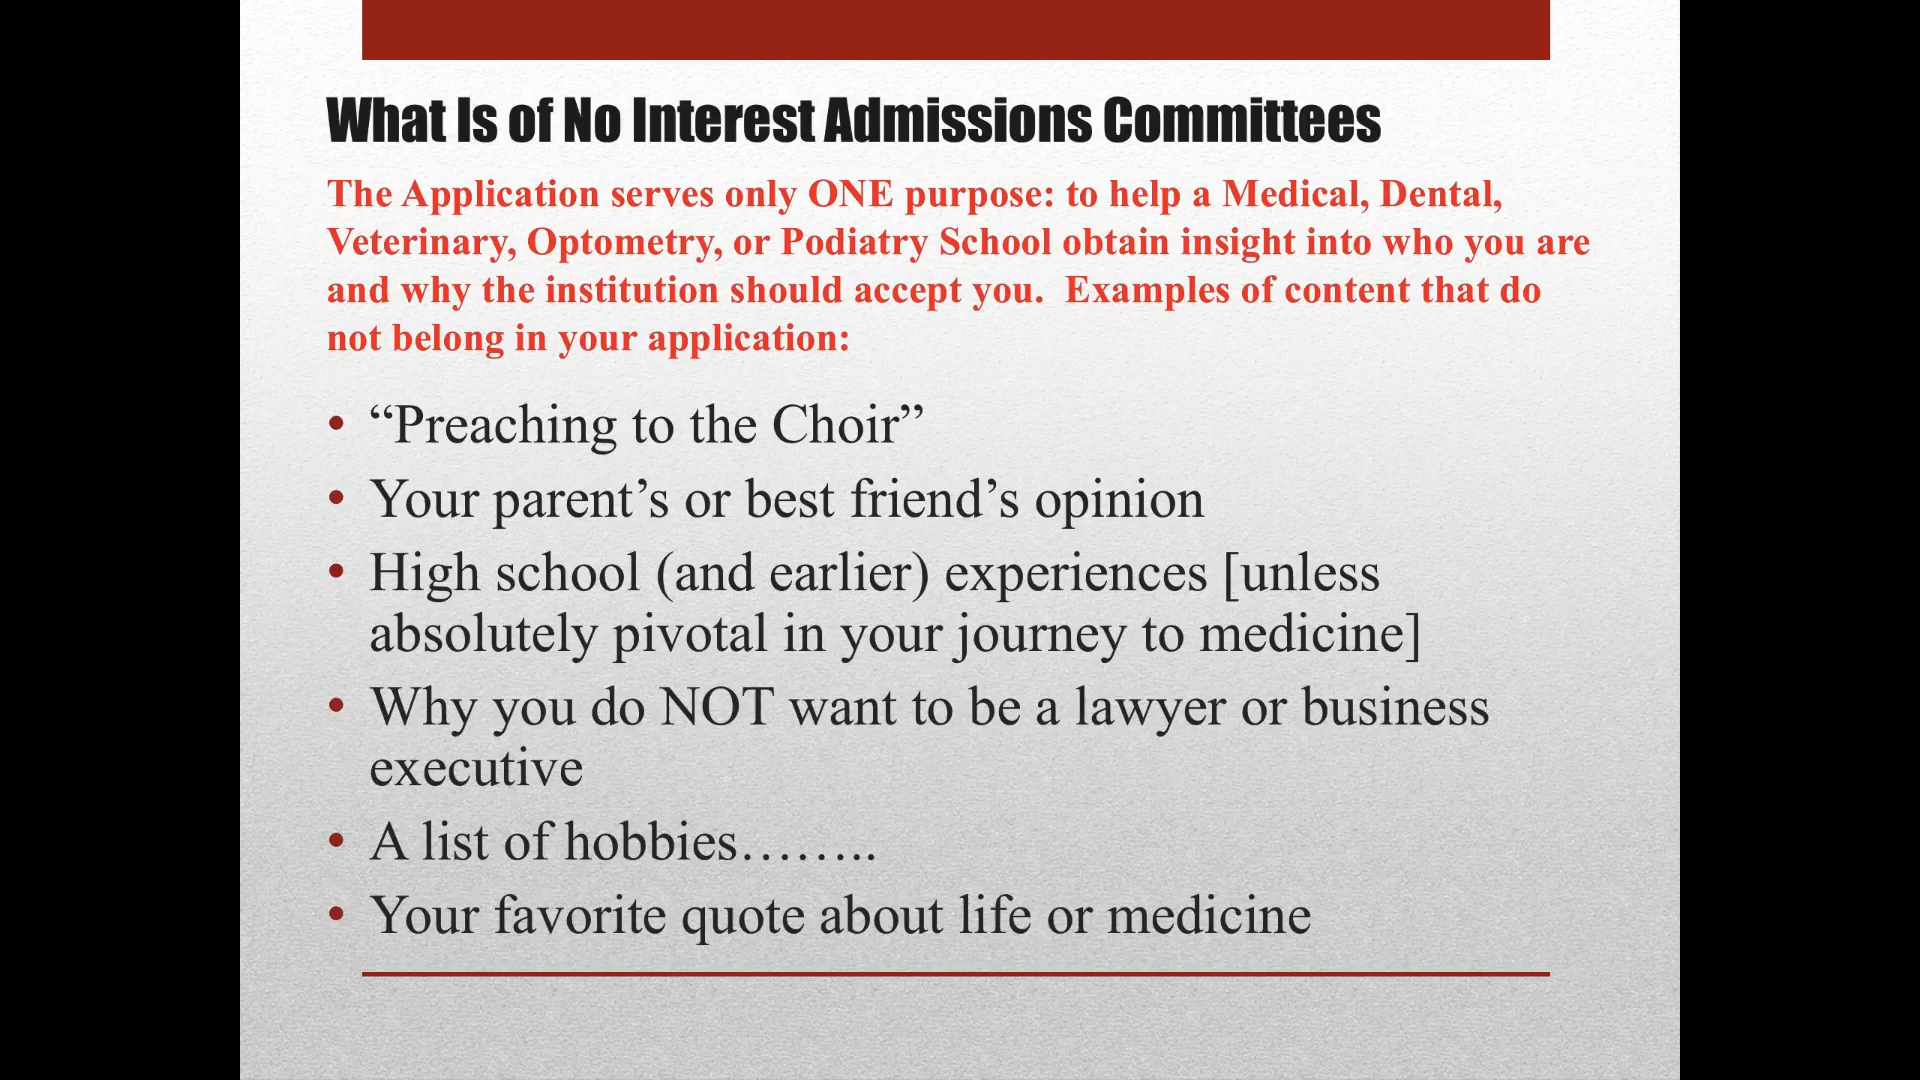 What Is of No Interest Admissions Committees
The Application serves only ONE purpose: to help a Medical, Dental,
Veterinary, Optometry, or Podiatry School obtain insight into who you are
and why the institution should accept you.  Examples of content that do
not belong in your application:
• “Preaching to the Choir”
• Your parent’s or best friend’s opinion
• High school (and earlier) experiences [unless
absolutely pivotal in your journey to medicine]
• Why you do NOT want to be a lawyer or business
executive
• A list of hobbies……..
• Your favorite quote about life or medicine